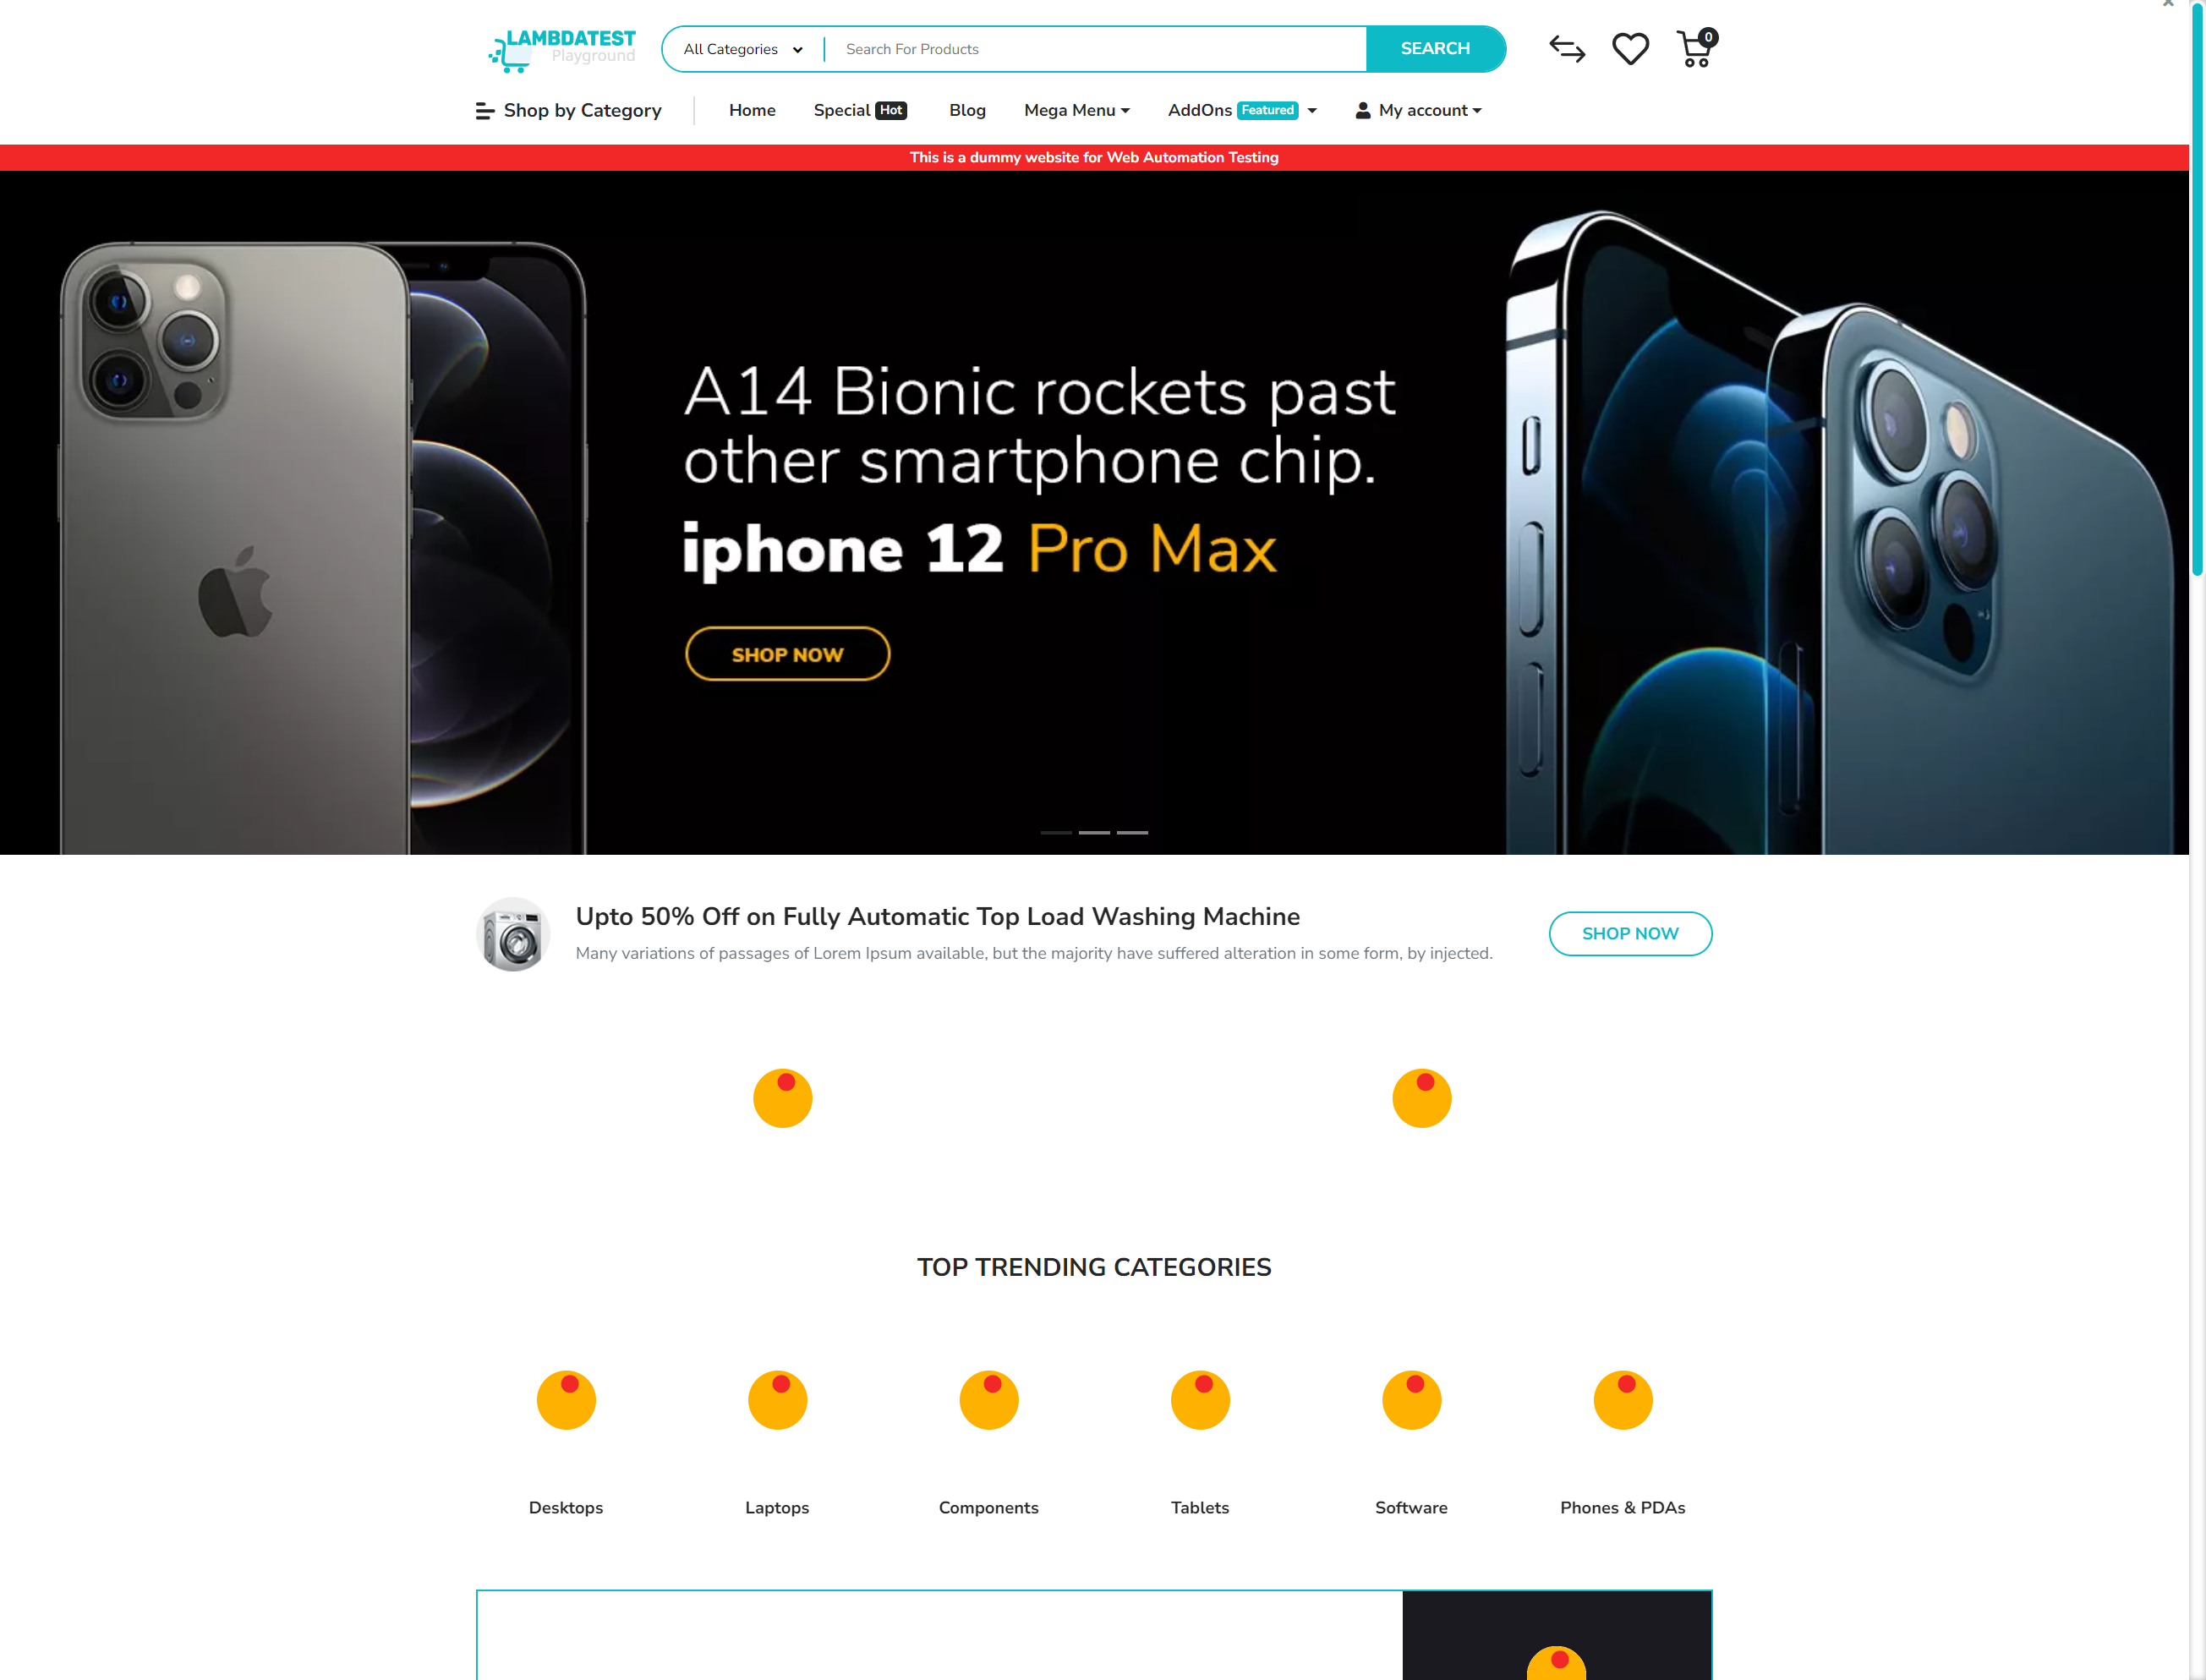 LAMBDATEST
Playground
All Categories
Search For Products
SEARCH
0
Shop by Category
Home
Special Hot
Blog
Mega Menu
AddOns Featured
My account
This is a dummy website for Web Automation Testing
A14 Bionic rockets past
other smartphone chip.
iphone 12 Pro Max
SHOP NOW
Upto 50% Off on Fully Automatic Top Load Washing Machine
Many variations of passages of Lorem Ipsum available, but the majority have suffered alteration in some form, by injected.
SHOP NOW
TOP TRENDING CATEGORIES
Desktops
Laptops
Components
Tablets
Software
Phones & PDAs